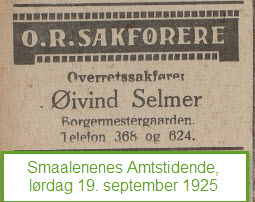 O.R.SAKFØRERE
Overretssakfører
Øivind Selmer
Borgermestergaarden.
Telefon 368 og 624.
Smaalenenes Amtstidende,
lørdag 19. september 1925